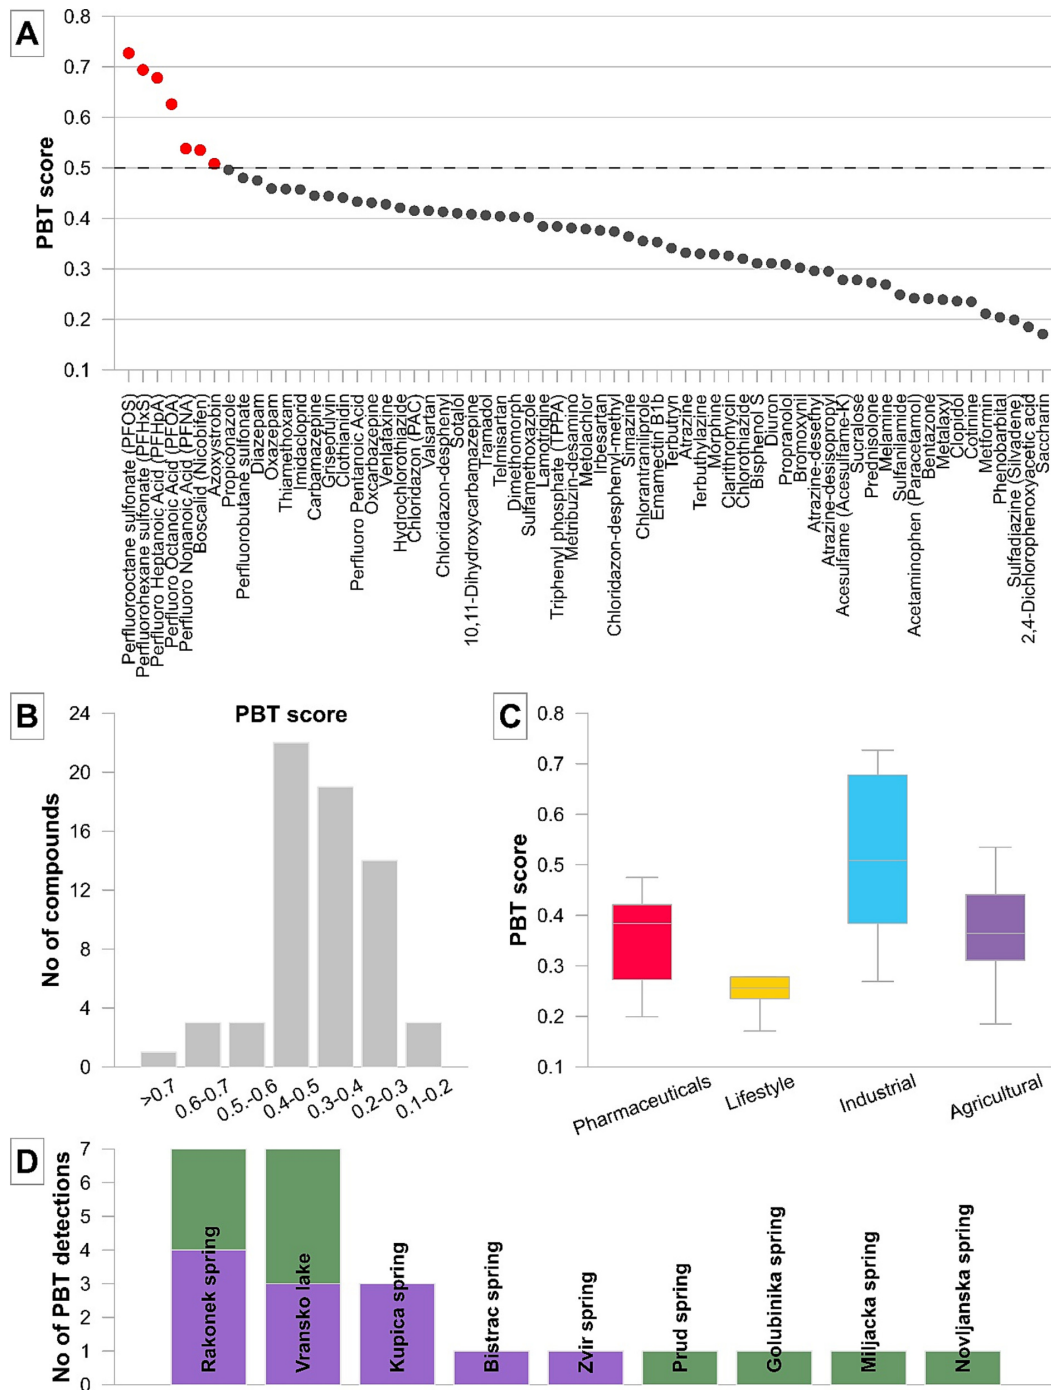 A
PBT score
0.8
0.7
0.6
0.5
0.4
0.3
0.2
0.1
Perfluorooctane sulfonate (PFOS)
Perfluorohexane sulfonate (PFHxS)
Perfluoro Heptanoic Acid (PFHpA)
Perfluoro Octanoic Acid (PFOA)
Perfluoro Nonanoic Acid (PFNA)
Boscalid (Nicobifen)
Azoxystrobin
Propiconazole
Perfluorobutane sulfonate
Diazepam
Oxazepam
Thiamethoxam
Imidacloprid
Carbamazepine
Griseofulvin
Clothianidin
Perfluoro Pentanoic Acid
Oxcarbazepine
Venlafaxine
Hydrochlorothiazide
Chloridazon (PAC)
Valsartan
Chloridazon-desphenyl
Sotalol
10,11-Dihydroxycarbamazepine
Tramadol
Telmisartan
Dimethomorph
Sulfamethoxazole
Lamotrigine
Triphenyl phosphate (TPPA)
Metribuzin-desamino
Metolachlor
Irbesartan
Chloridazon-desphenyl-methyl
Simazine
Chlorantraniliprole
Emamectin B1b
Terbutryn
Atrazine
Terbuthylazine
Morphine
Clarithromycin
Chlorothiazide
Bisphenol S
Diuron
Propranolol
Bromoxynil
Atrazine-desethyl
Atrazine-desisopropyl
Acesulfame (Acesulfame-K)
Sucralose
Prednisolone
Melamine
Sulfanilamide
Acetaminophen (Paracetamol)
Bentazone
Metalaxyl
Clopidol
Cotinine
Metformin
Phenobarbital
Sulfadiazine (Silvadene)
2,4-Dichlorophenoxyacetic acid
Saccharin
B
PBT score
No of compounds
24
20
16
12
8
4
0
>0.7
0.6-0.7
0.5.-0.6
0.4-0.5
0.3-0.4
0.2-0.3
0.1-0.2
C
PBT score
0.8
0.7
0.6
0.5
0.4
0.3
0.2
0.1
Pharmaceuticals
Lifestyle
Industrial
Agricultural
D
No of PBT detections
7
6
5
4
3
2
1
0
Rakonek spring
Vransko lake
Kupica spring
Bistrac spring
Zvir spring
Prud spring
Golubinika spring
Miljacka spring
Novljanska spring